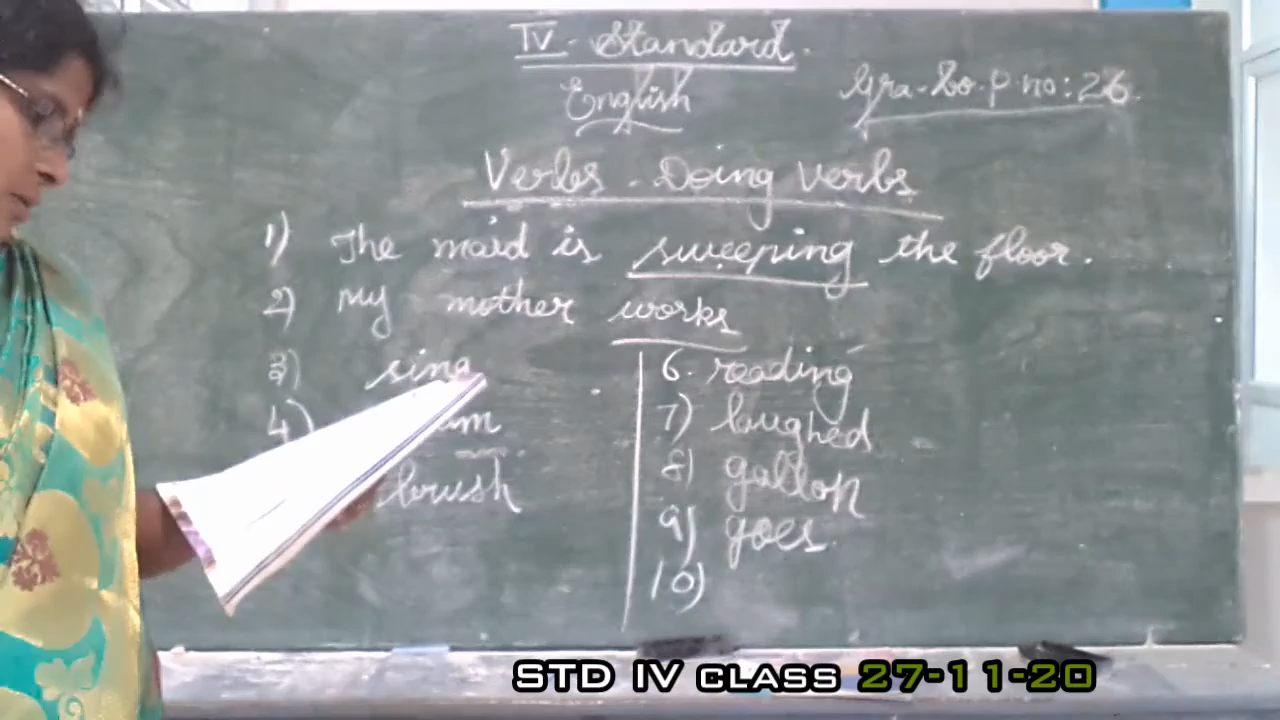 IV - Standard.
English
Gra - bo. p. no: 26.
Verbs - Doing verbs
1) The maid is sweeping the floor.
2) My mother works
3) sing
4)
brush
6. reading
7) laughed
8) gallop
9) goes.
10)
STD IV CLASS 27-11-20